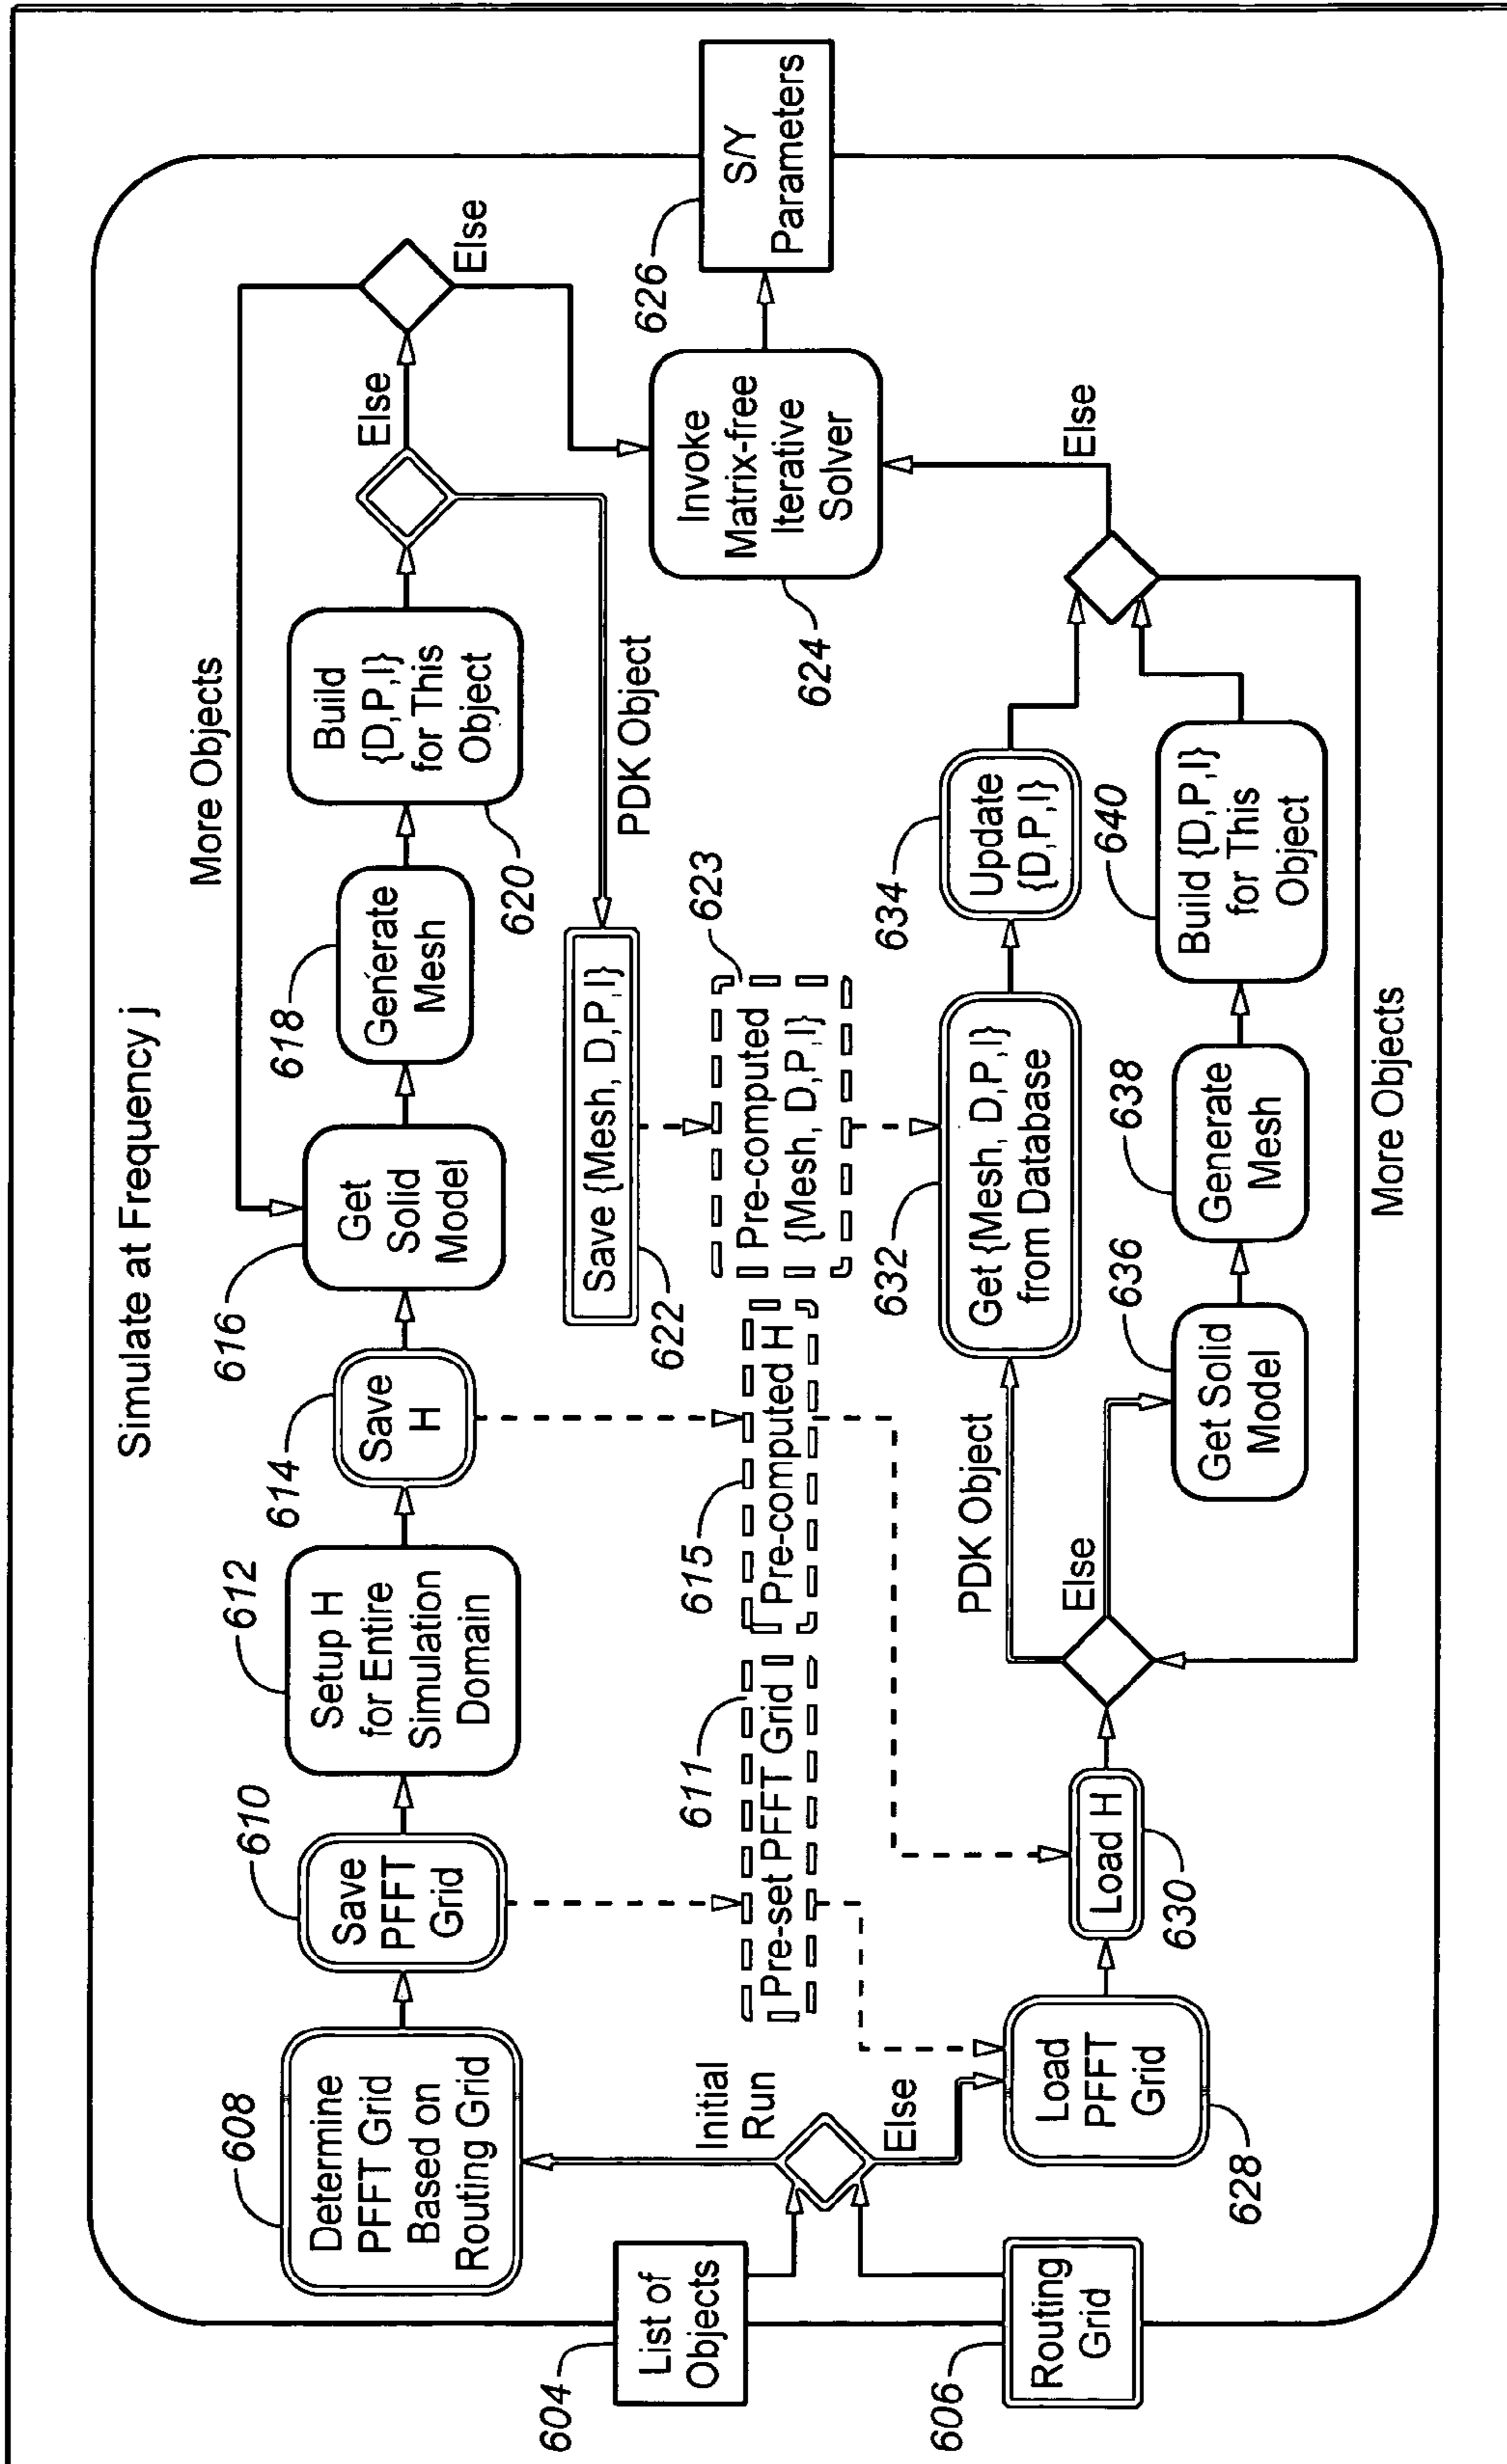 Simulate at Frequency j
604
List of
Objects
606
Routing
Grid
Initial
Run
Else
608
Determine
PFFT Grid
Based on
Routing Grid
610
Save
PFFT
Grid
612
Setup H
for Entire
Simulation
Domain
614
Save
H
616
Get
Solid
Model
618
Generate
Mesh
620
Build
{D,P,I}
for This
Object
More Objects
Else
Else
PDK Object
622
Save {Mesh, D,P,I}
611
Pre-set PFFT Grid
615
Pre-computed H
623
Pre-computed
{Mesh, D,P,I}
624
Invoke
Matrix-free
Iterative
Solver
626
S/Y
Parameters
628
Load
PFFT
Grid
630
Load H
PDK Object
Else
632
Get {Mesh, D,P,I}
from Database
634
Update
{D,P,I}
636
Get Solid
Model
638
Generate
Mesh
640
Build {D,P,I}
for This
Object
Else
More Objects